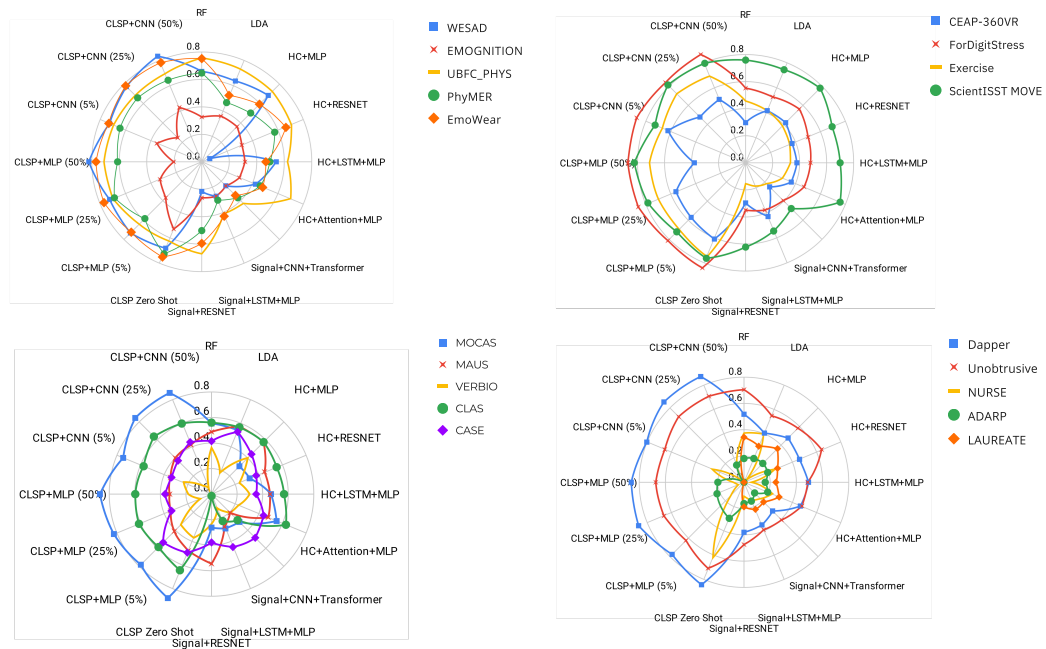 RF
CLSP+CNN (50%)
LDA
CLSP+CNN (25%)
HC+MLP
CLSP+CNN (5%)
HC+RESNET
CLSP+MLP (50%)
HC+LSTM+MLP
CLSP+MLP (25%)
HC+Attention+MLP
CLSP+MLP (5%)
Signal+CNN+Transformer
CLSP Zero Shot
Signal+LSTM+MLP
Signal+RESNET
0.8
0.6
0.4
0.2
0.0
WESAD
EMOGNITION
UBFC_PHYS
PhyMER
EmoWear
RF
CLSP+CNN (50%)
LDA
CLSP+CNN (25%)
HC+MLP
CLSP+CNN (5%)
HC+RESNET
CLSP+MLP (50%)
HC+LSTM+MLP
CLSP+MLP (25%)
HC+Attention+MLP
CLSP+MLP (5%)
Signal+CNN+Transformer
CLSP Zero Shot
Signal+LSTM+MLP
Signal+RESNET
0.8
0.6
0.4
0.2
0.0
CEAP-360VR
ForDigitStress
Exercise
ScientISST MOVE
RF
CLSP+CNN (50%)
LDA
CLSP+CNN (25%)
HC+MLP
CLSP+CNN (5%)
HC+RESNET
CLSP+MLP (50%)
HC+LSTM+MLP
CLSP+MLP (25%)
HC+Attention+MLP
CLSP+MLP (5%)
Signal+CNN+Transformer
CLSP Zero Shot
Signal+LSTM+MLP
Signal+RESNET
0.8
0.6
0.4
0.2
0.0
MOCAS
MAUS
VERBIO
CLAS
CASE
RF
CLSP+CNN (50%)
LDA
CLSP+CNN (25%)
HC+MLP
CLSP+CNN (5%)
HC+RESNET
CLSP+MLP (50%)
HC+LSTM+MLP
CLSP+MLP (25%)
HC+Attention+MLP
CLSP+MLP (5%)
Signal+CNN+Transformer
CLSP Zero Shot
Signal+LSTM+MLP
Signal+RESNET
0.8
0.6
0.4
0.2
0.0
Dapper
Unobtrusive
NURSE
ADARP
LAUREATE